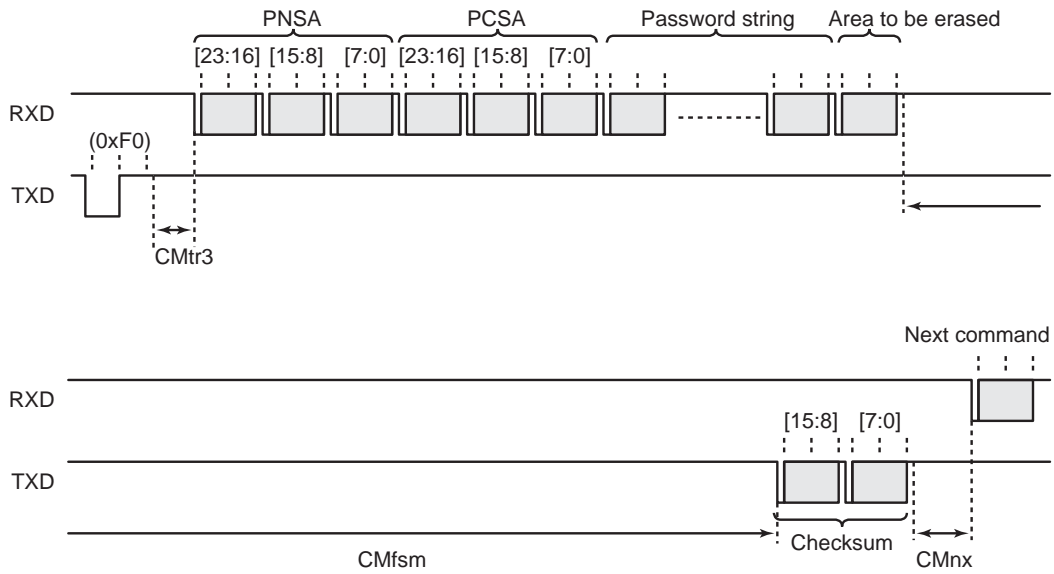 PNSA PCSA Password string Area to be erased
[23:16] [15:8] [7:0] [23:16] [15:8] [7:0]
RXD
(0xF0)
TXD
CMtr3
Next command
RXD
[15:8] [7:0]
TXD
Checksum
CMfsm CMnx